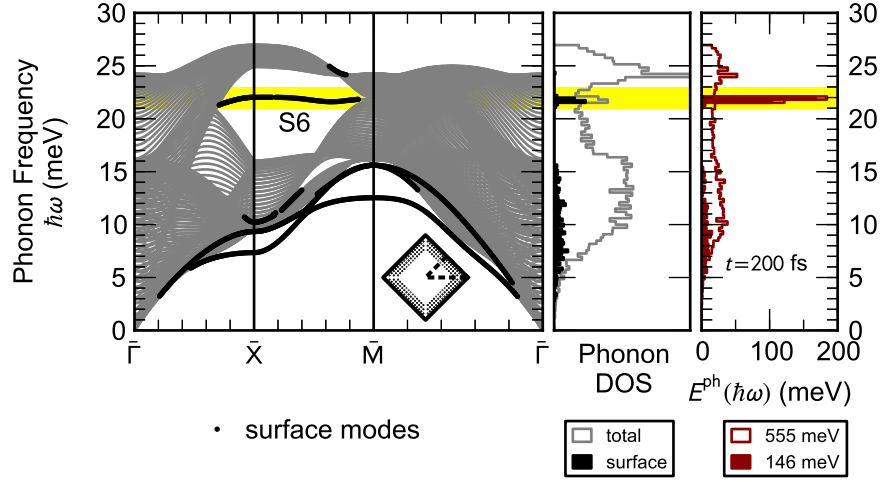 30
25
20
15
10
5
0
Phonon Frequency
ħω (meV)
S6
Γ̄
X̄
M̄
Γ̄
Phonon
DOS
t=200 fs
0
100
200
E^ph(ħω) (meV)
30
25
20
15
10
5
0
• surface modes
total
surface
555 meV
146 meV